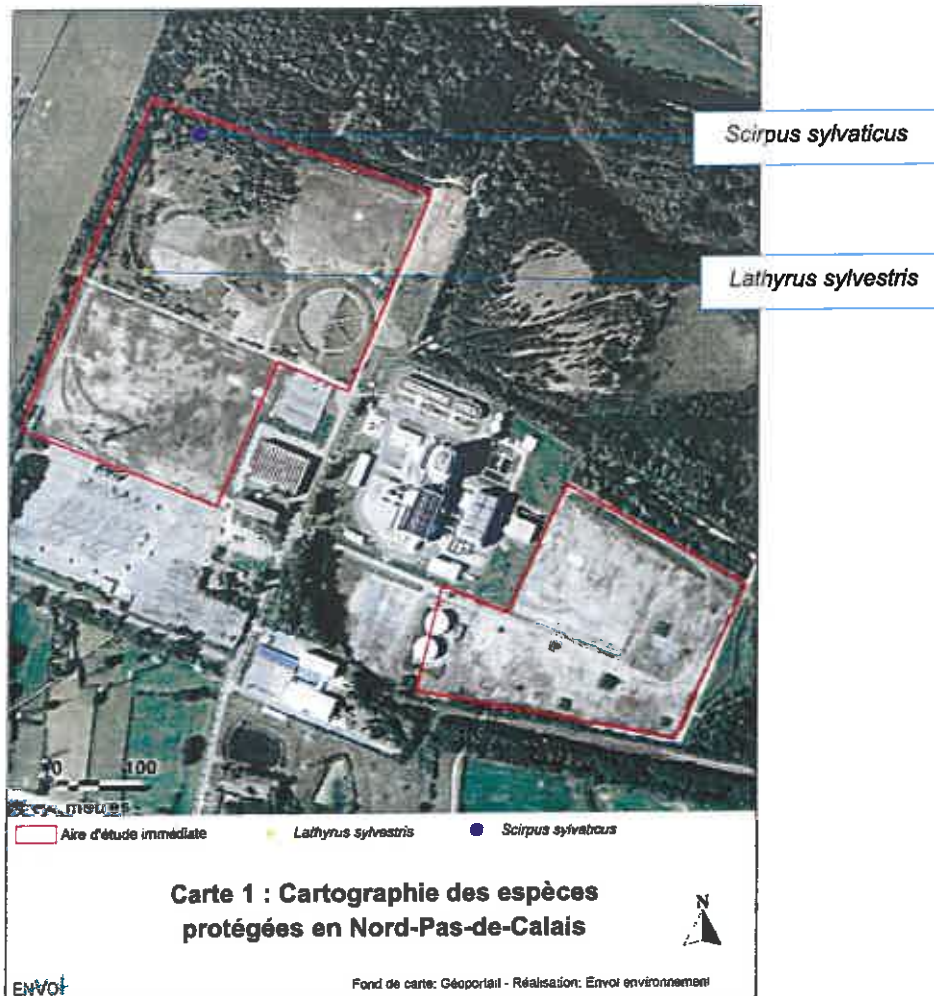 Scirpus sylvaticus
Lathyrus sylvestris
0 100
Aire d'étude immédiate Lathyrus sylvestris Scirpus sylvaticus
Carte 1 : Cartographie des espèces
protégées en Nord-Pas-de-Calais
N
ENVOL
Fond de carte: Géoportail - Réalisation: Envol environnement